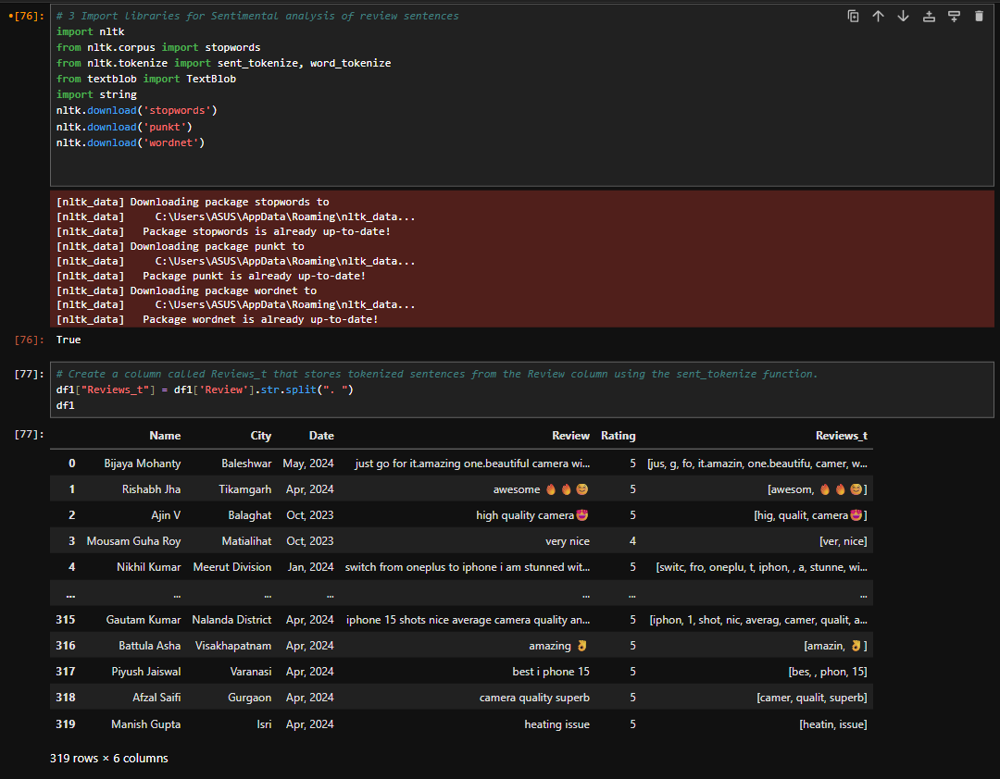 •[76]: # 3 Import libraries for Sentimental analysis of review sentences
import nltk
from nltk.corpus import stopwords
from nltk.tokenize import sent_tokenize, word_tokenize
from textblob import TextBlob
import string
nltk.download('stopwords')
nltk.download('punkt')
nltk.download('wordnet')
[nltk_data] Downloading package stopwords to
[nltk_data]     C:\Users\ASUS\AppData\Roaming\nltk_data...
[nltk_data]   Package stopwords is already up-to-date!
[nltk_data] Downloading package punkt to
[nltk_data]     C:\Users\ASUS\AppData\Roaming\nltk_data...
[nltk_data]   Package punkt is already up-to-date!
[nltk_data] Downloading package wordnet to
[nltk_data]     C:\Users\ASUS\AppData\Roaming\nltk_data...
[nltk_data]   Package wordnet is already up-to-date!
[76]: True
[77]: # Create a column called Reviews_t that stores tokenized sentences from the Review column using the sent_tokenize function.
df1["Reviews_t"] = df1['Review'].str.split(". ")
df1
[77]: Name City Date Review Rating Reviews_t
0 Bijaya Mohanty Baleshwar May, 2024 just go for it.amazing one.beautiful camera wi... 5 [jus, g, fo, it.amazin, one.beautifu, camer, w...
1 Rishabh Jha Tikamgarh Apr, 2024 awesome 🔥🔥😊 5 [awesom, 🔥🔥😊]
2 Ajin V Balaghat Oct, 2023 high quality camera😍 5 [hig, qualit, camera😍]
3 Mousam Guha Roy Matialihat Oct, 2023 very nice 4 [ver, nice]
4 Nikhil Kumar Meerut Division Jan, 2024 switch from oneplus to iphone i am stunned wit... 5 [switc, fro, oneplu, t, iphon, , a, stunne, wi...
... ... ... ... ... ... ...
315 Gautam Kumar Nalanda District Apr, 2024 iphone 15 shots nice average camera quality an... 5 [iphon, 1, shot, nic, averag, camer, qualit, a...
316 Battula Asha Visakhapatnam Apr, 2024 amazing 👌 5 [amazin, 👌]
317 Piyush Jaiswal Varanasi Apr, 2024 best i phone 15 5 [bes, , phon, 15]
318 Afzal Saifi Gurgaon Apr, 2024 camera quality superb 5 [camer, qualit, superb]
319 Manish Gupta Isri Apr, 2024 heating issue 5 [heatin, issue]
319 rows × 6 columns